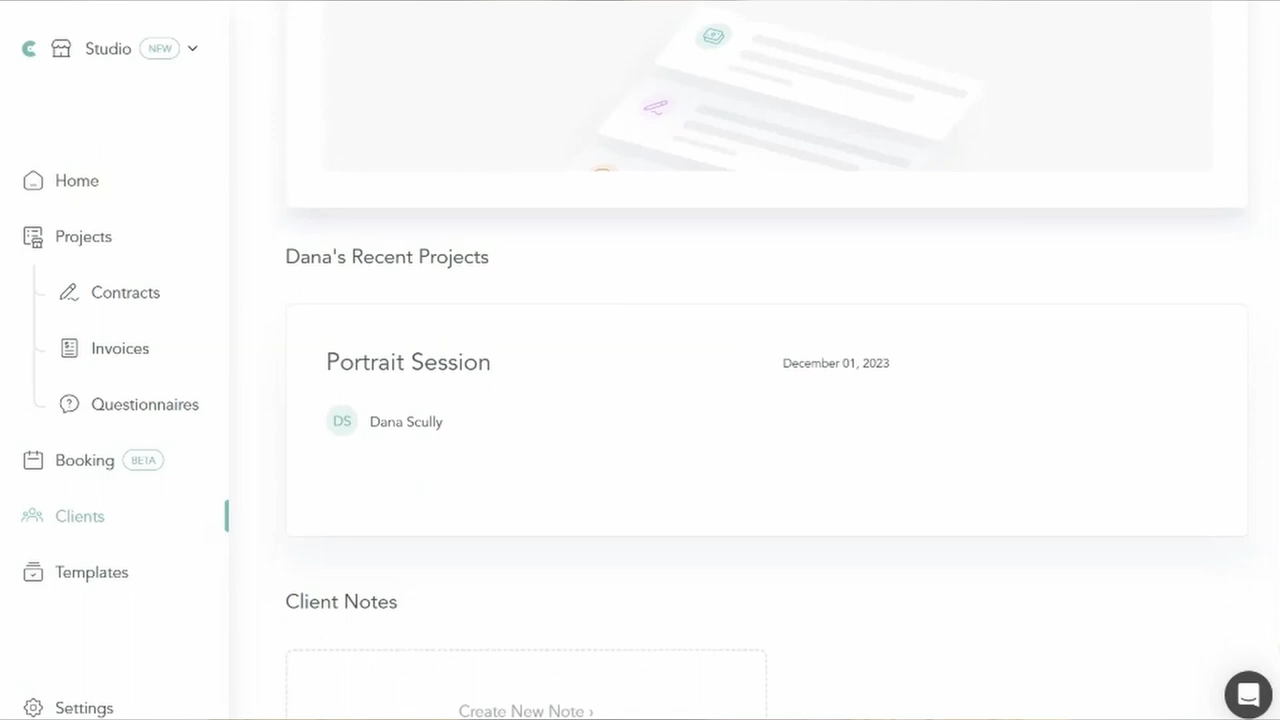 Studio NEW
Home
Projects
Contracts
Invoices
Questionnaires
Booking BETA
Clients
Templates
Settings
Dana's Recent Projects
Portrait Session
December 01, 2023
DS Dana Scully
Client Notes
Create New Note ›